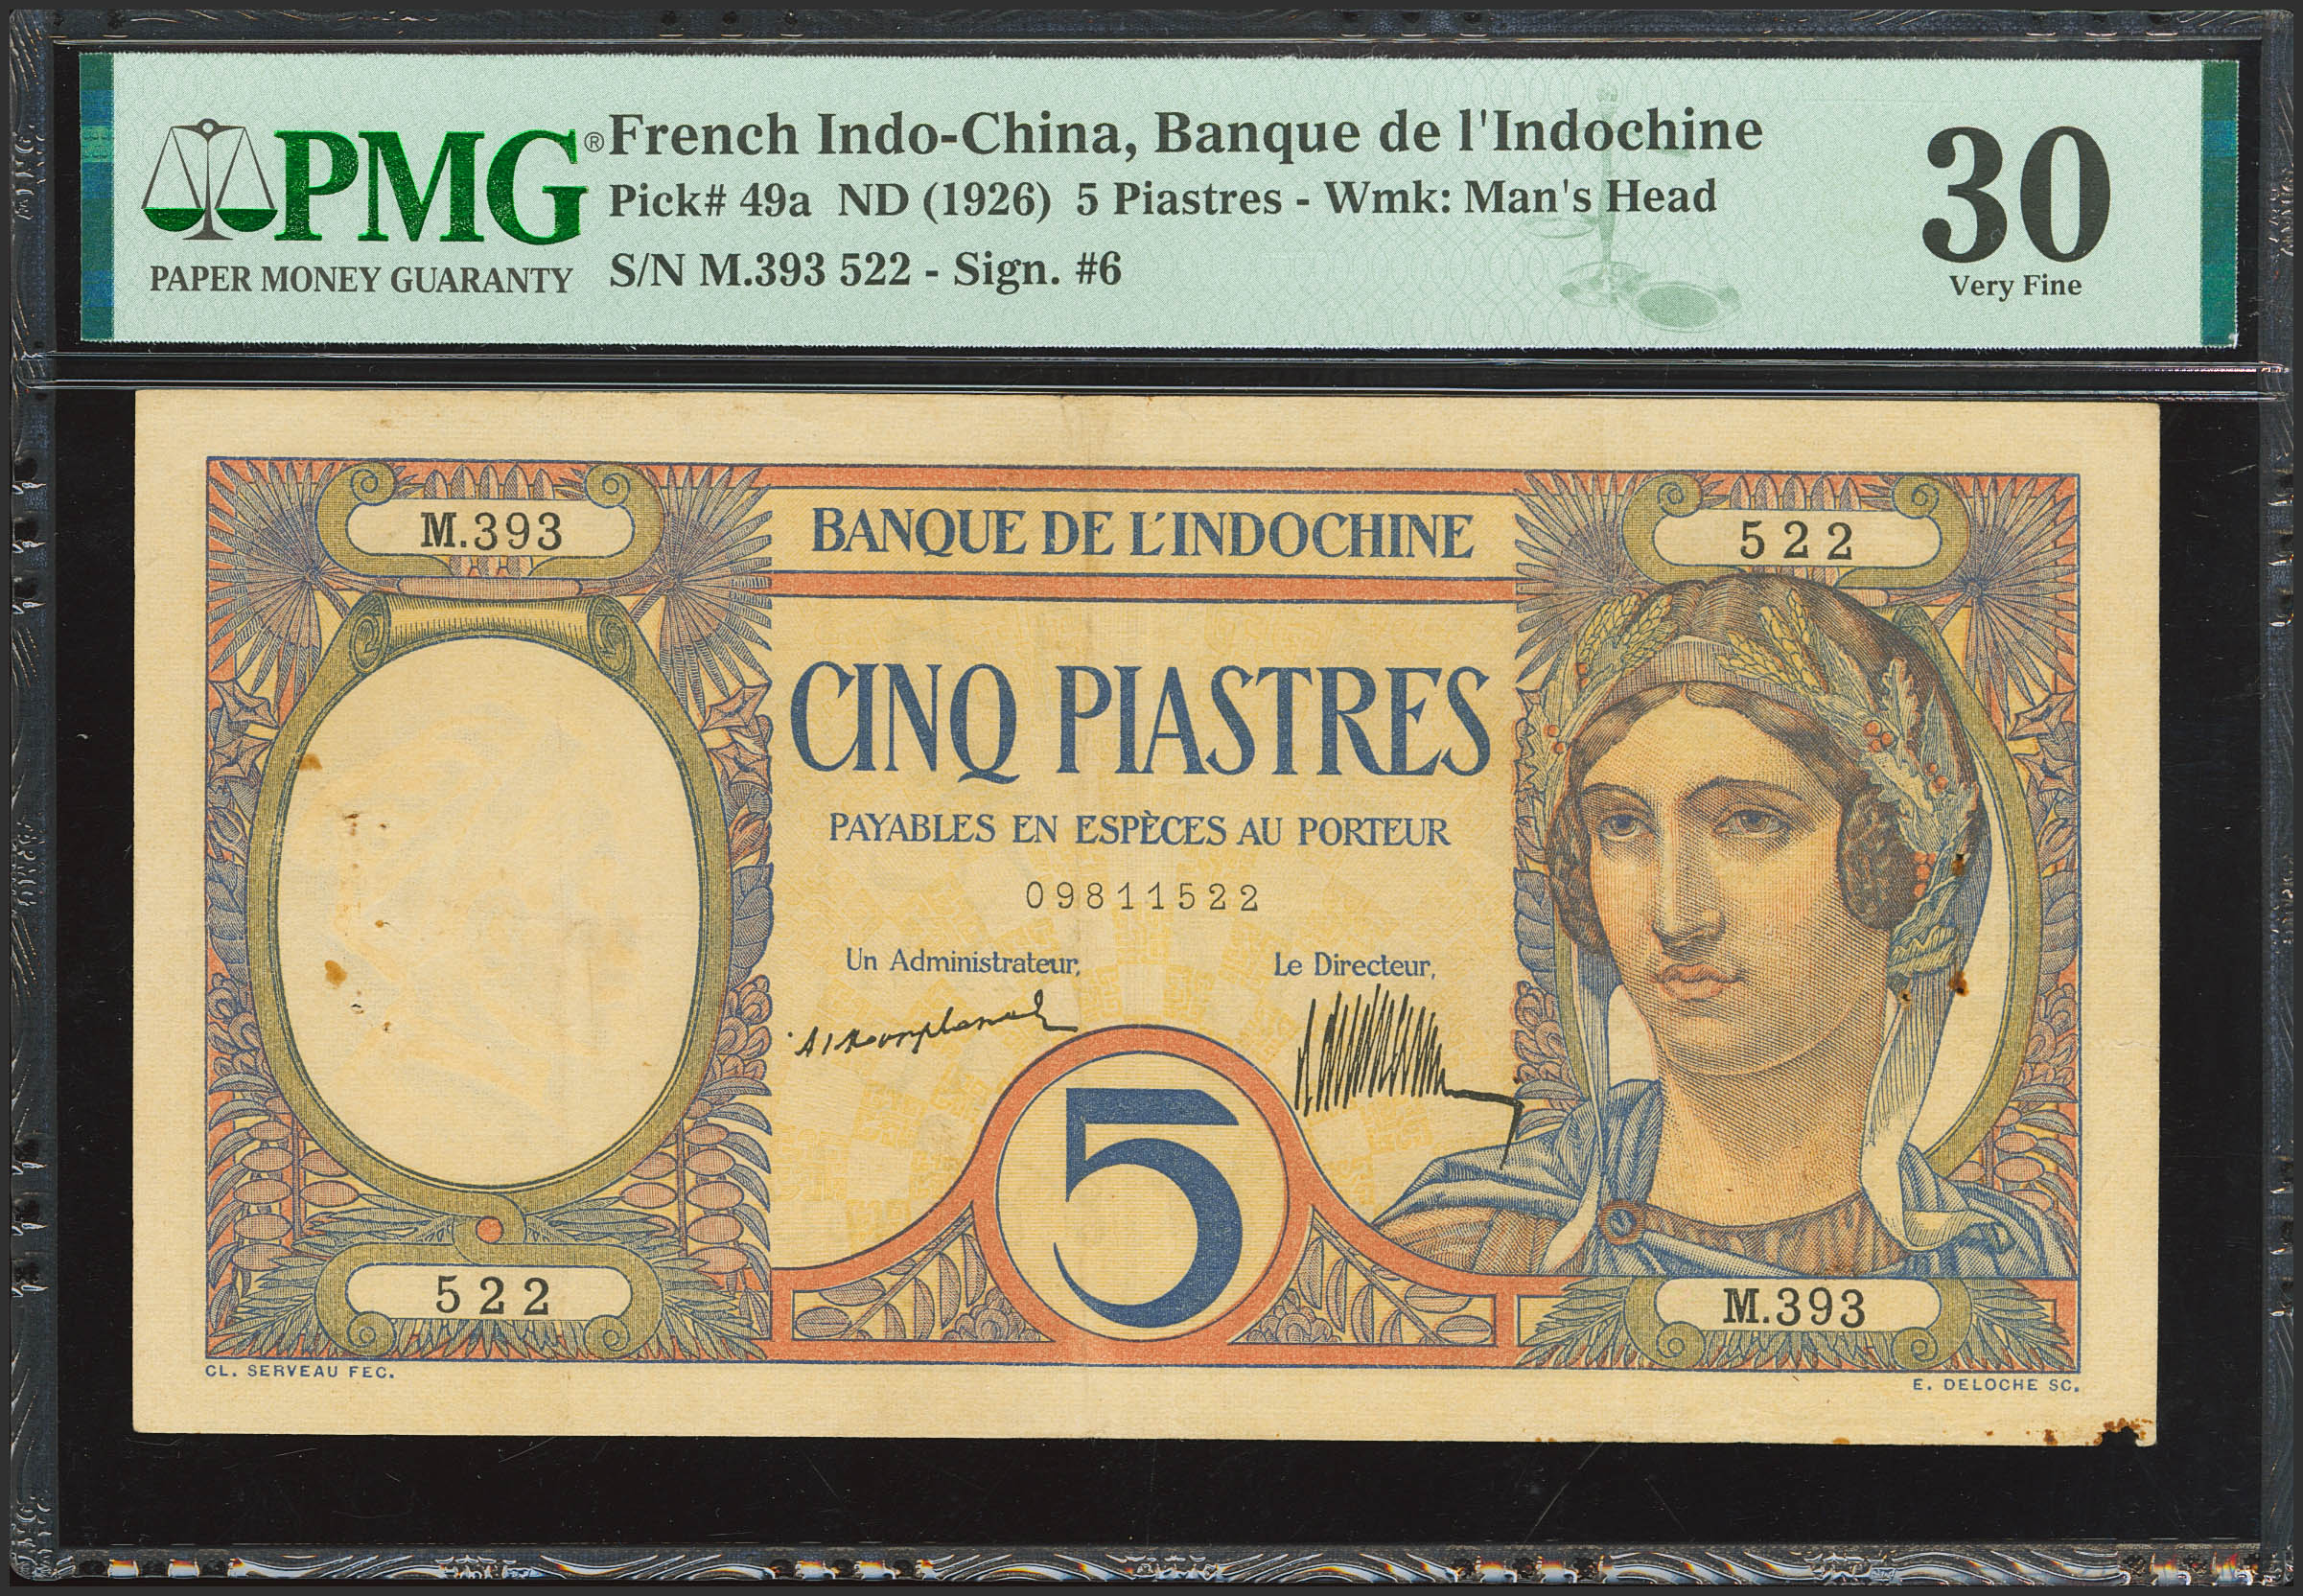 PMG®
PAPER MONEY GUARANTY
French Indo-China, Banque de l'Indochine
Pick# 49a ND (1926) 5 Piastres - Wmk: Man's Head
S/N M.393 522 - Sign. #6
30
Very Fine
M.393
BANQUE DE L'INDOCHINE
522
CINQ PIASTRES
PAYABLES EN ESPÈCES AU PORTEUR
09811522
Un Administrateur,
Le Directeur,
5
522
M.393
CL. SERVEAU FEC.
E. DELOCHE SC.